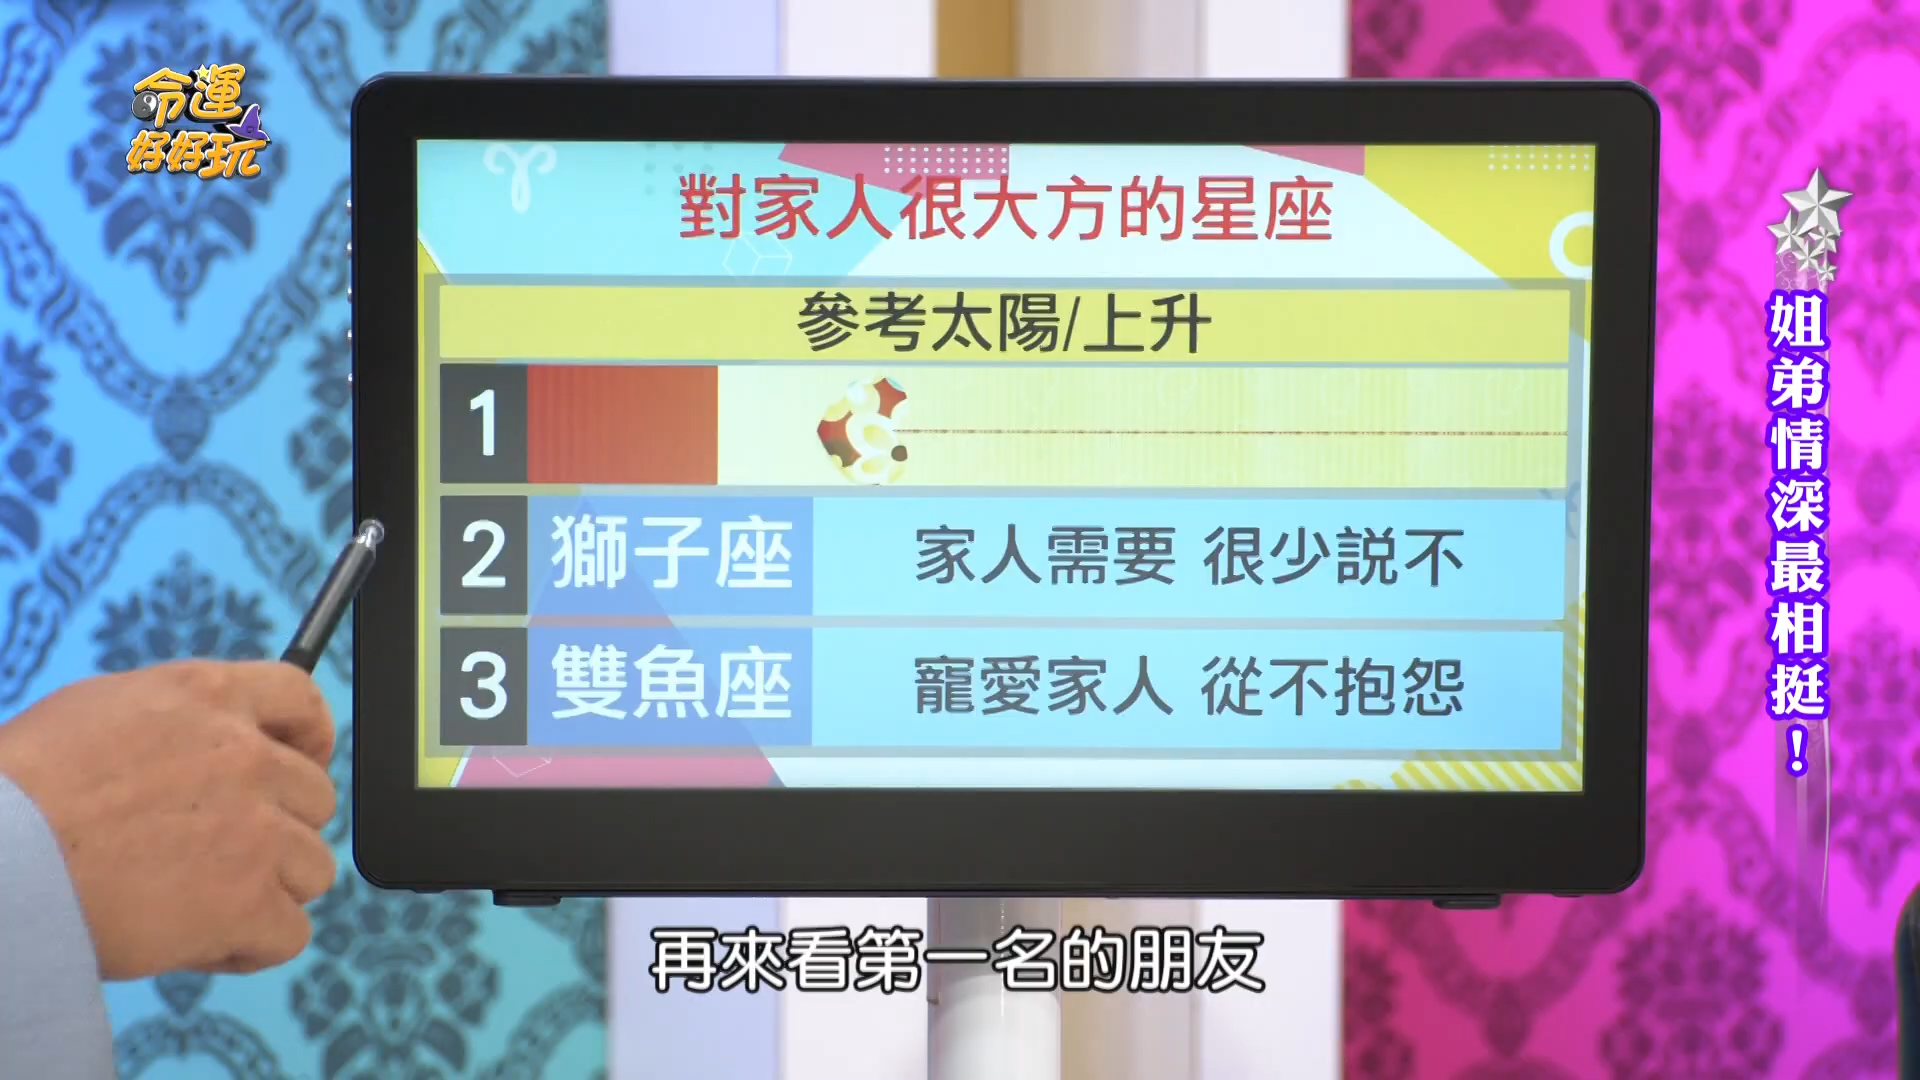 命運
好好玩
對家人很大方的星座
參考太陽/上升
1
2 獅子座 家人需要 很少説不
3 雙魚座 寵愛家人 從不抱怨
姐弟情深最相挺！
再來看第一名的朋友